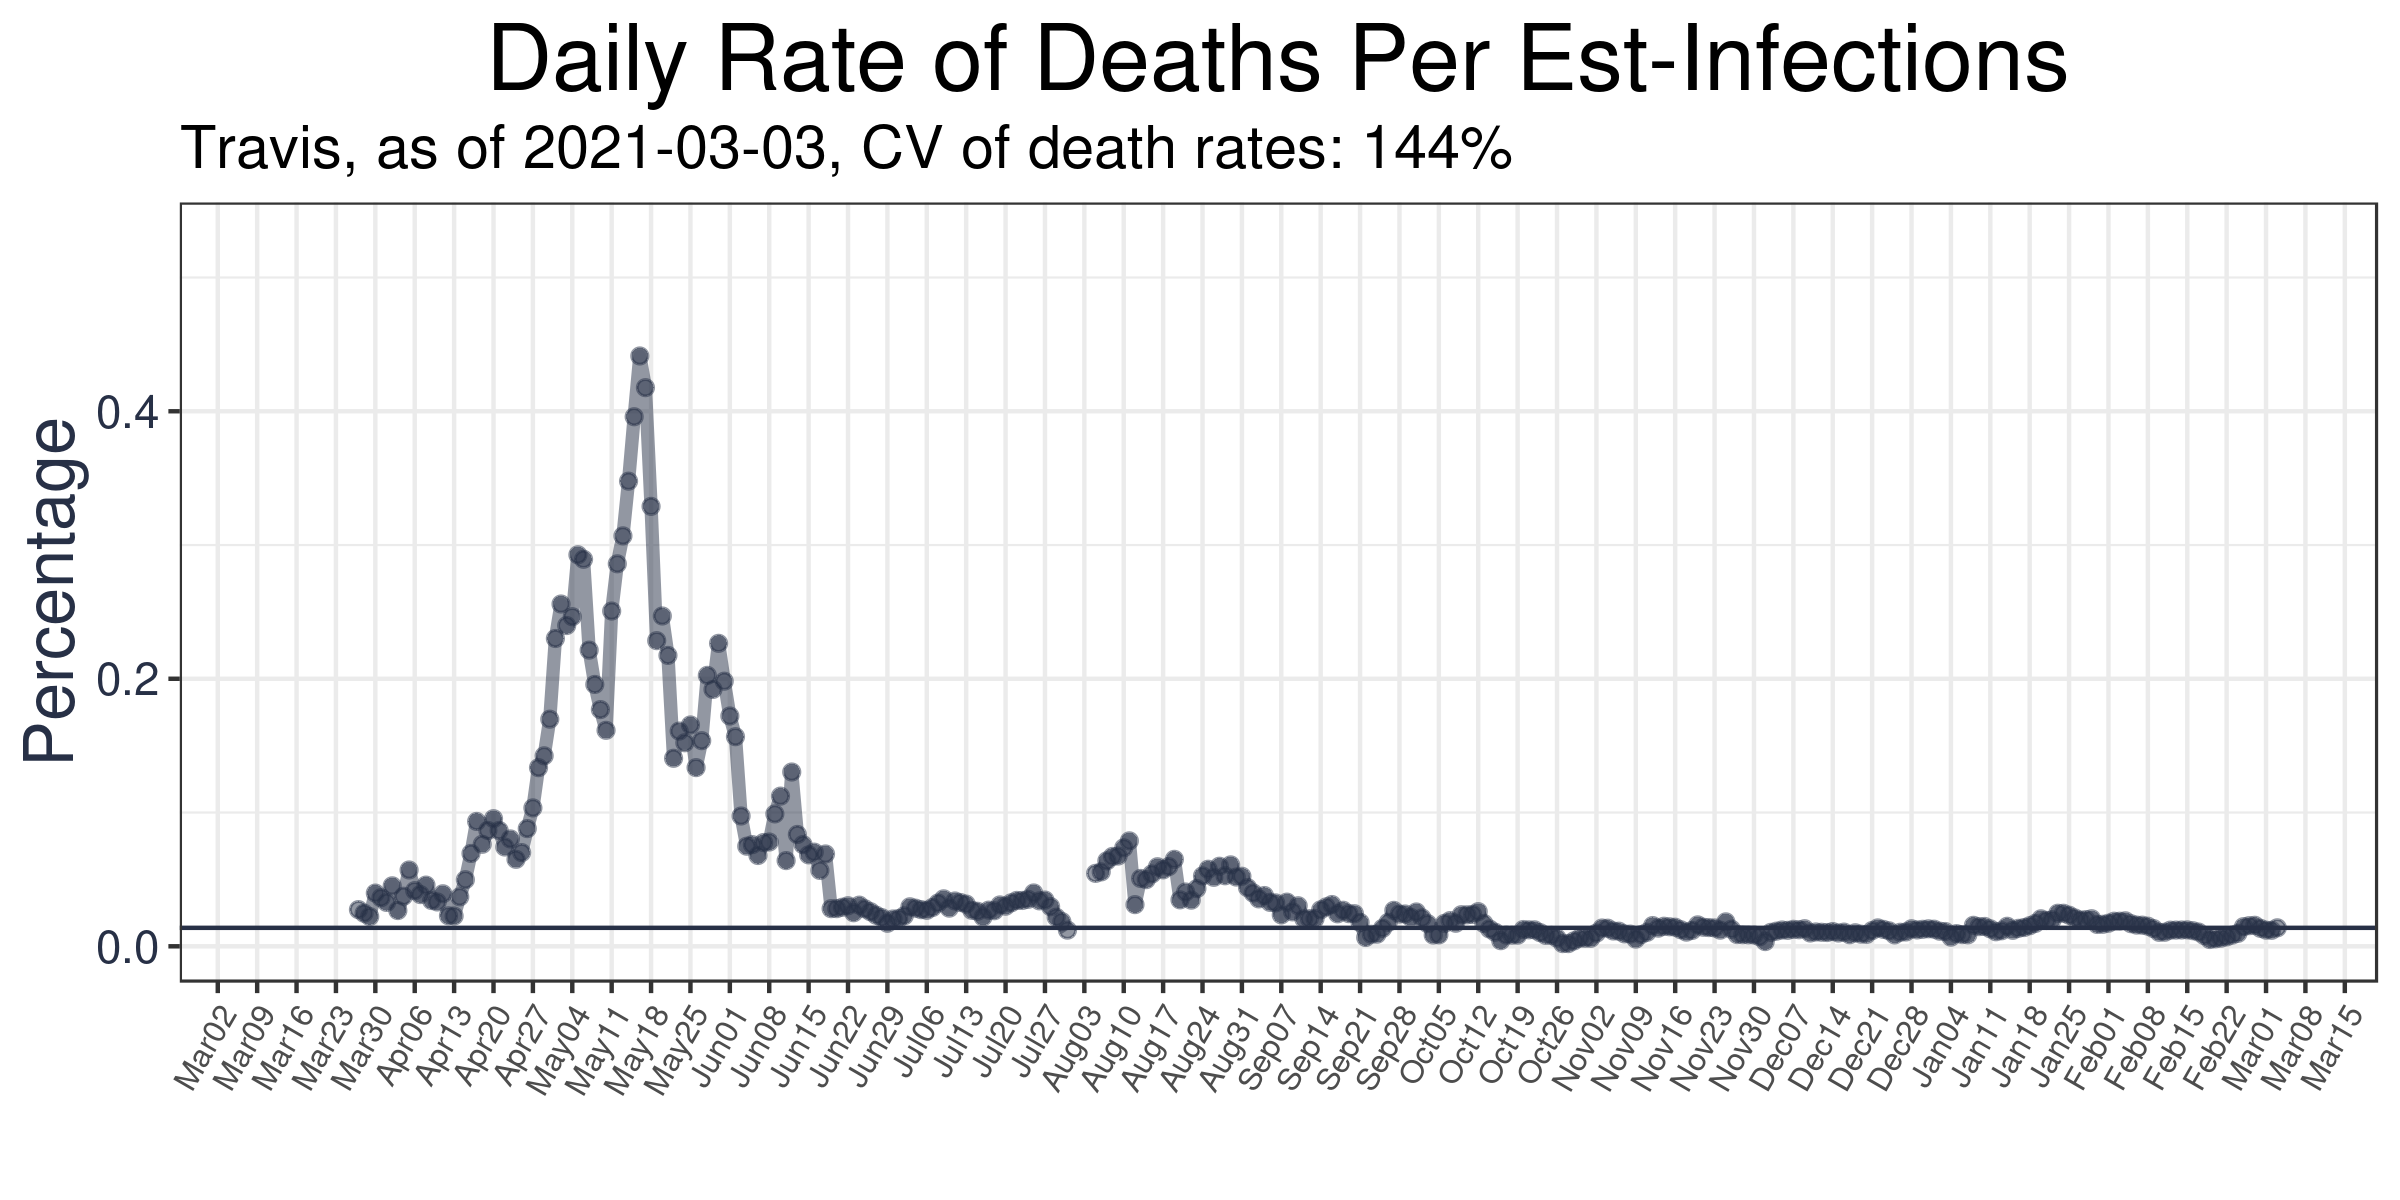 Daily Rate of Deaths Per Est-Infections
Travis, as of 2021-03-03, CV of death rates: 144%
Percentage
0.4
0.2
0.0
Mar02
Mar09
Mar16
Mar23
Mar30
Apr06
Apr13
Apr20
Apr27
May04
May11
May18
May25
Jun01
Jun08
Jun15
Jun22
Jun29
Jul06
Jul13
Jul20
Jul27
Aug03
Aug10
Aug17
Aug24
Aug31
Sep07
Sep14
Sep21
Sep28
Oct05
Oct12
Oct19
Oct26
Nov02
Nov09
Nov16
Nov23
Nov30
Dec07
Dec14
Dec21
Dec28
Jan04
Jan11
Jan18
Jan25
Feb01
Feb08
Feb15
Feb22
Mar01
Mar08
Mar15